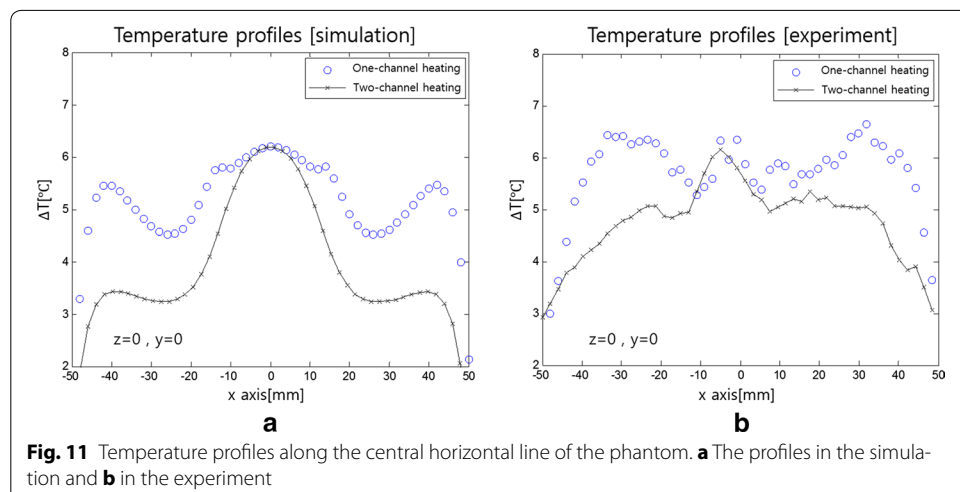 Temperature profiles [simulation]
One-channel heating
Two-channel heating
8
7
6
5
4
3
2
ΔT[°C]
z=0 , y=0
-50 -40 -30 -20 -10 0 10 20 30 40 50
x axis[mm]
a
Temperature profiles [experiment]
One-channel heating
Two-channel heating
8
7
6
5
4
3
2
ΔT[°C]
z=0 , y=0
-50 -40 -30 -20 -10 0 10 20 30 40 50
x axis[mm]
b
Fig. 11 Temperature profiles along the central horizontal line of the phantom. a The profiles in the simula-
tion and b in the experiment